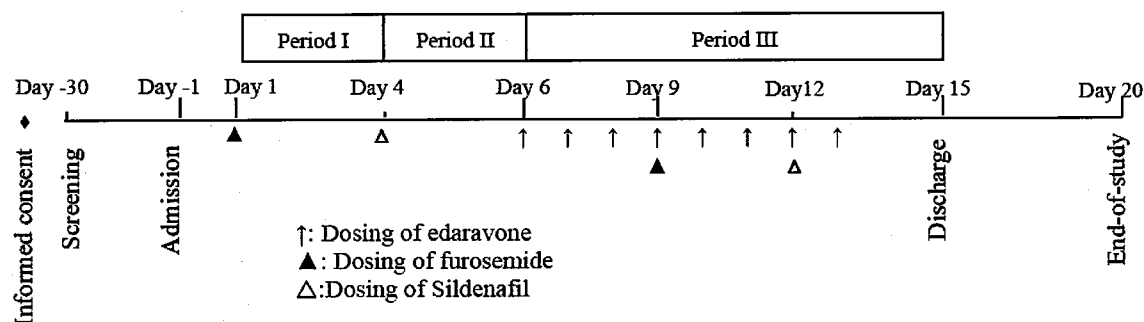 Period I Period II Period III
Day -30 Day -1 Day 1 Day 4 Day 6 Day 9 Day12 Day 15 Day 20
Informed consent
Screening
Admission
Discharge
End-of-study
↑: Dosing of edaravone
▲: Dosing of furosemide
△:Dosing of Sildenafil